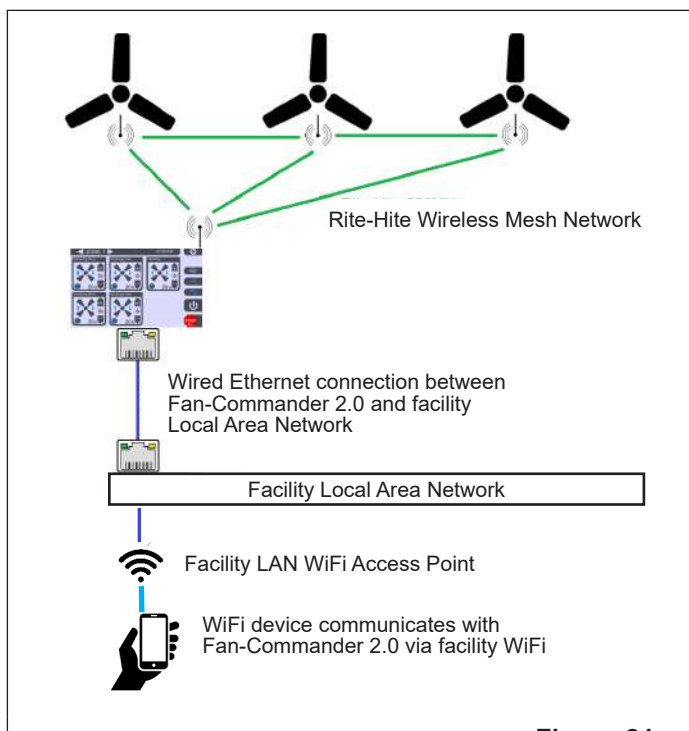 Rite-Hite Wireless Mesh Network
Wired Ethernet connection between
Fan-Commander 2.0 and facility
Local Area Network
Facility Local Area Network
Facility LAN WiFi Access Point
WiFi device communicates with
Fan-Commander 2.0 via facility WiFi